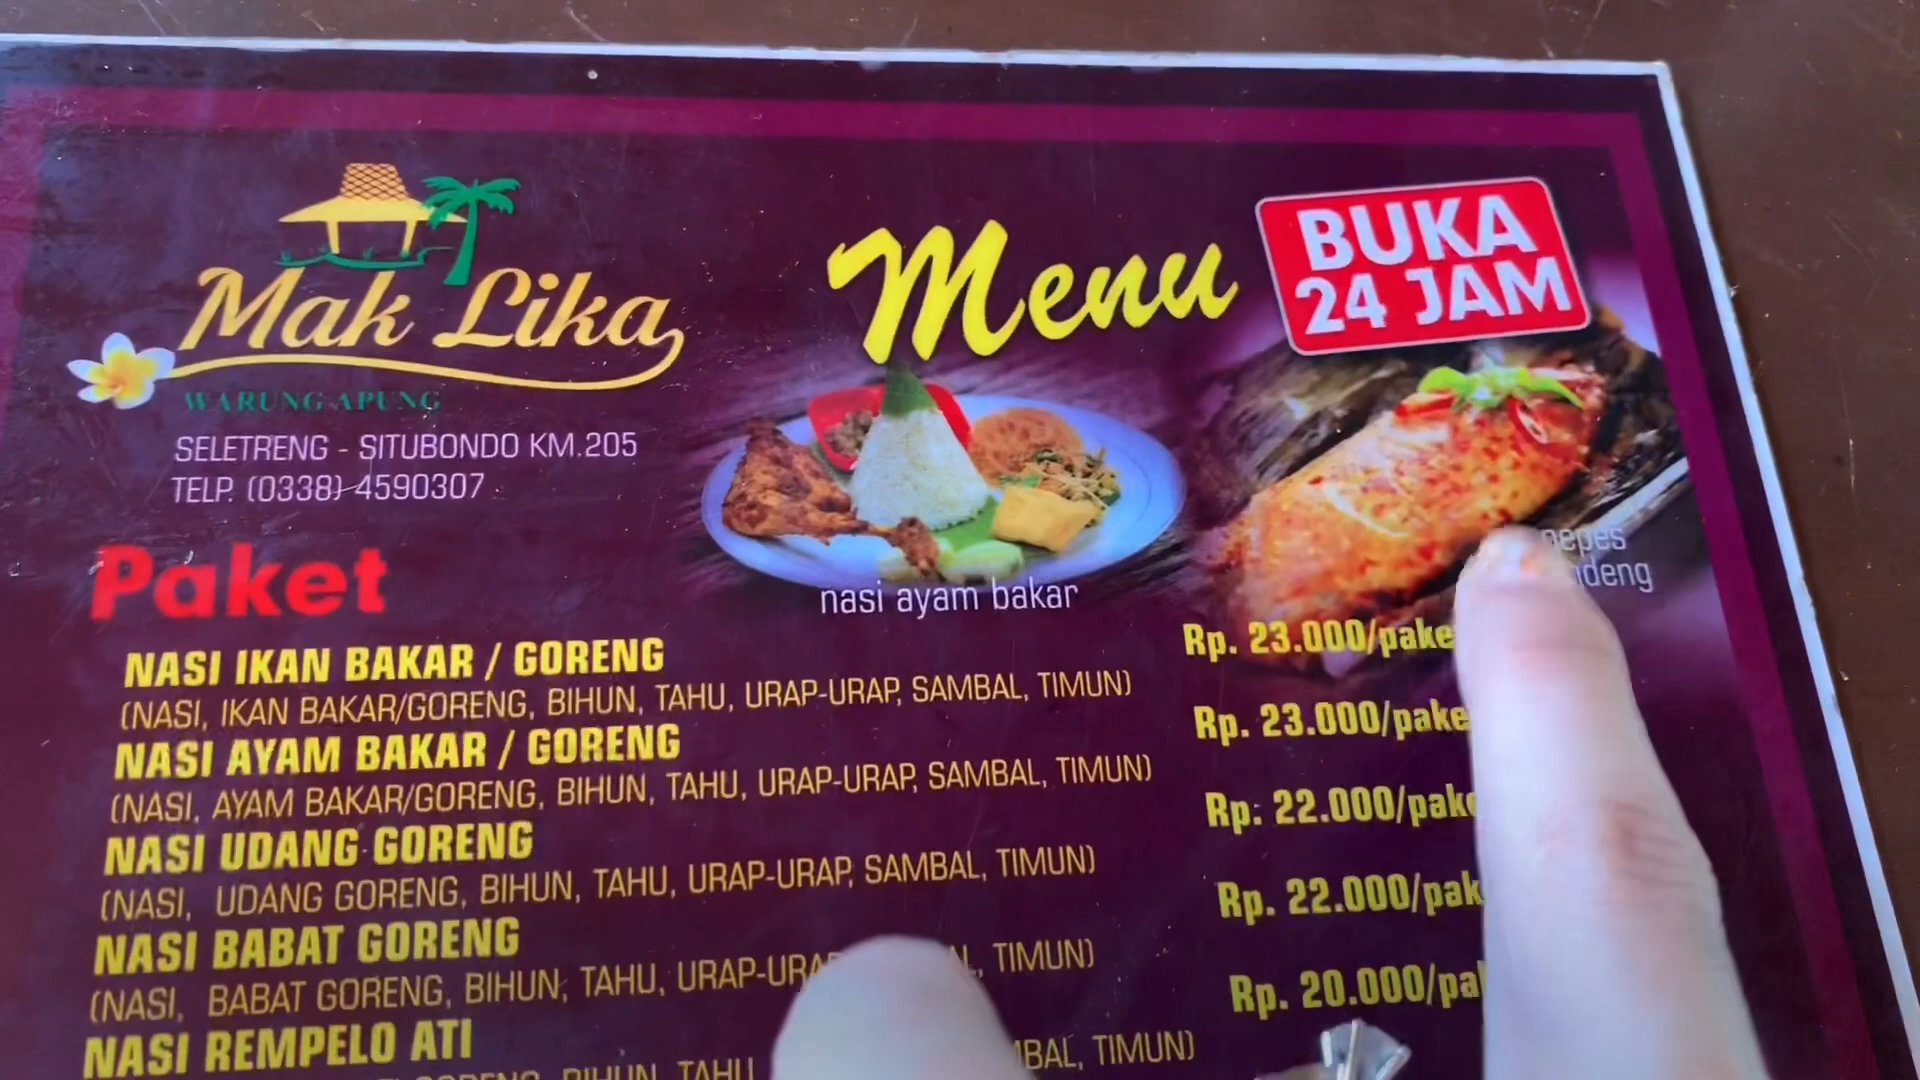 Mak Lika
WARUNG APUNG
SELETRENG - SITUBONDO KM.205
TELP. (0338) 4590307
Menu
BUKA
24 JAM
nasi ayam bakar
pepes
Paket
NASI IKAN BAKAR / GORENG
Rp. 23.000/pake
(NASI, IKAN BAKAR/GORENG, BIHUN, TAHU, URAP-URAP, SAMBAL, TIMUN)
NASI AYAM BAKAR / GORENG
Rp. 23.000/pake
(NASI, AYAM BAKAR/GORENG, BIHUN, TAHU, URAP-URAP, SAMBAL, TIMUN)
NASI UDANG GORENG
Rp. 22.000/pak
(NASI, UDANG GORENG, BIHUN, TAHU, URAP-URAP, SAMBAL, TIMUN)
NASI BABAT GORENG
Rp. 22.000/pak
(NASI, BABAT GORENG, BIHUN, TAHU, TIMUN)
NASI REMPELO ATI
Rp. 20.000/pa
GORENG, BIHUN, TAHU TIMUN)